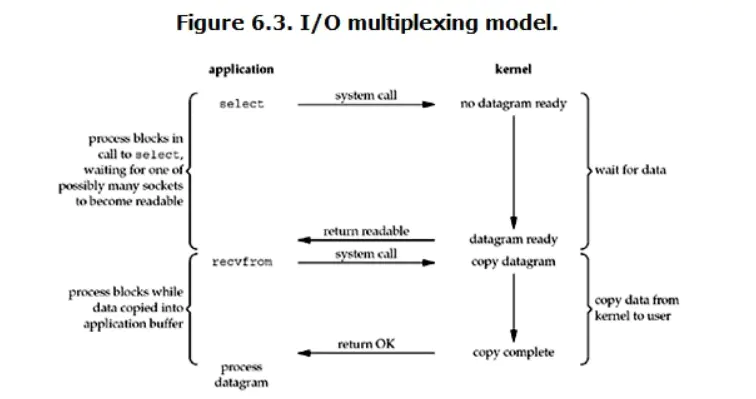 Figure 6.3. I/O multiplexing model.
application
kernel
select
system call
no datagram ready
process blocks in
call to select,
waiting for one of
possibly many sockets
to become readable
wait for data
return readable
datagram ready
recvfrom
system call
copy datagram
process blocks while
data copied into
application buffer
copy data from
kernel to user
return OK
copy complete
process
datagram